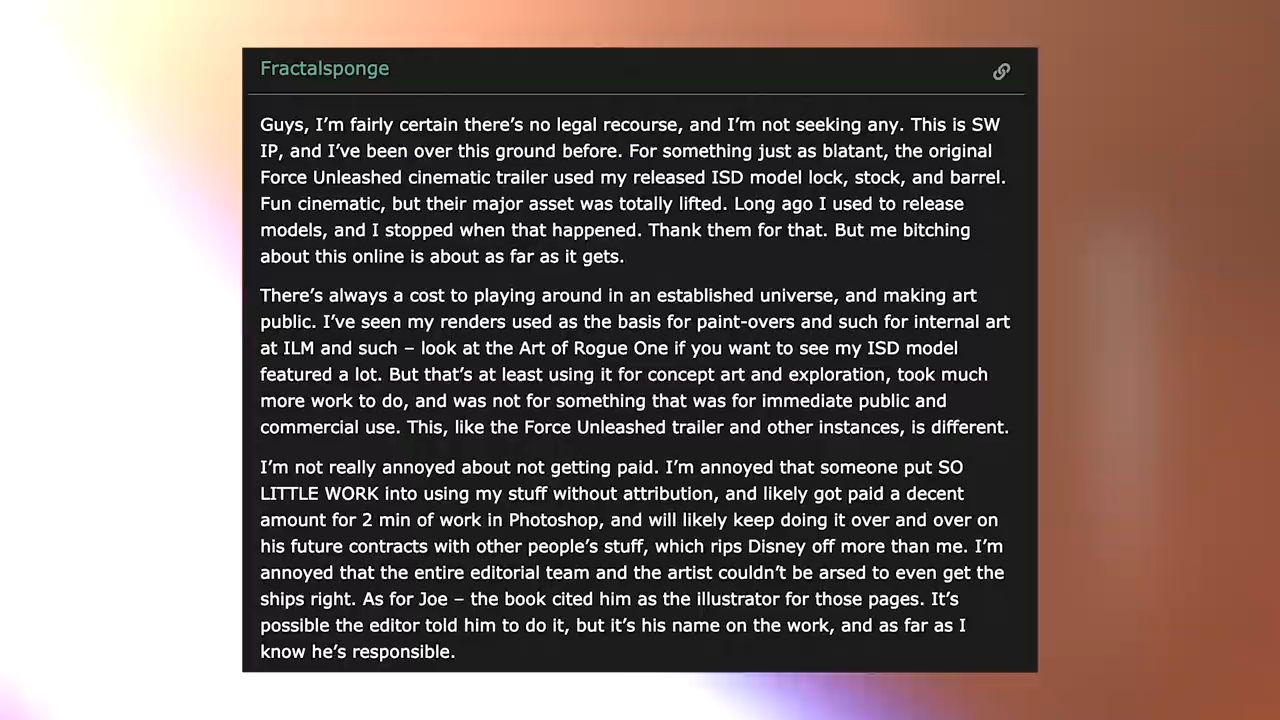 Fractalsponge
Guys, I’m fairly certain there’s no legal recourse, and I’m not seeking any. This is SW
IP, and I’ve been over this ground before. For something just as blatant, the original
Force Unleashed cinematic trailer used my released ISD model lock, stock, and barrel.
Fun cinematic, but their major asset was totally lifted. Long ago I used to release
models, and I stopped when that happened. Thank them for that. But me bitching
about this online is about as far as it gets.
There’s always a cost to playing around in an established universe, and making art
public. I’ve seen my renders used as the basis for paint-overs and such for internal art
at ILM and such – look at the Art of Rogue One if you want to see my ISD model
featured a lot. But that’s at least using it for concept art and exploration, took much
more work to do, and was not for something that was for immediate public and
commercial use. This, like the Force Unleashed trailer and other instances, is different.
I’m not really annoyed about not getting paid. I’m annoyed that someone put SO
LITTLE WORK into using my stuff without attribution, and likely got paid a decent
amount for 2 min of work in Photoshop, and will likely keep doing it over and over on
his future contracts with other people’s stuff, which rips Disney off more than me. I’m
annoyed that the entire editorial team and the artist couldn’t be arsed to even get the
ships right. As for Joe – the book cited him as the illustrator for those pages. It’s
possible the editor told him to do it, but it’s his name on the work, and as far as I
know he’s responsible.